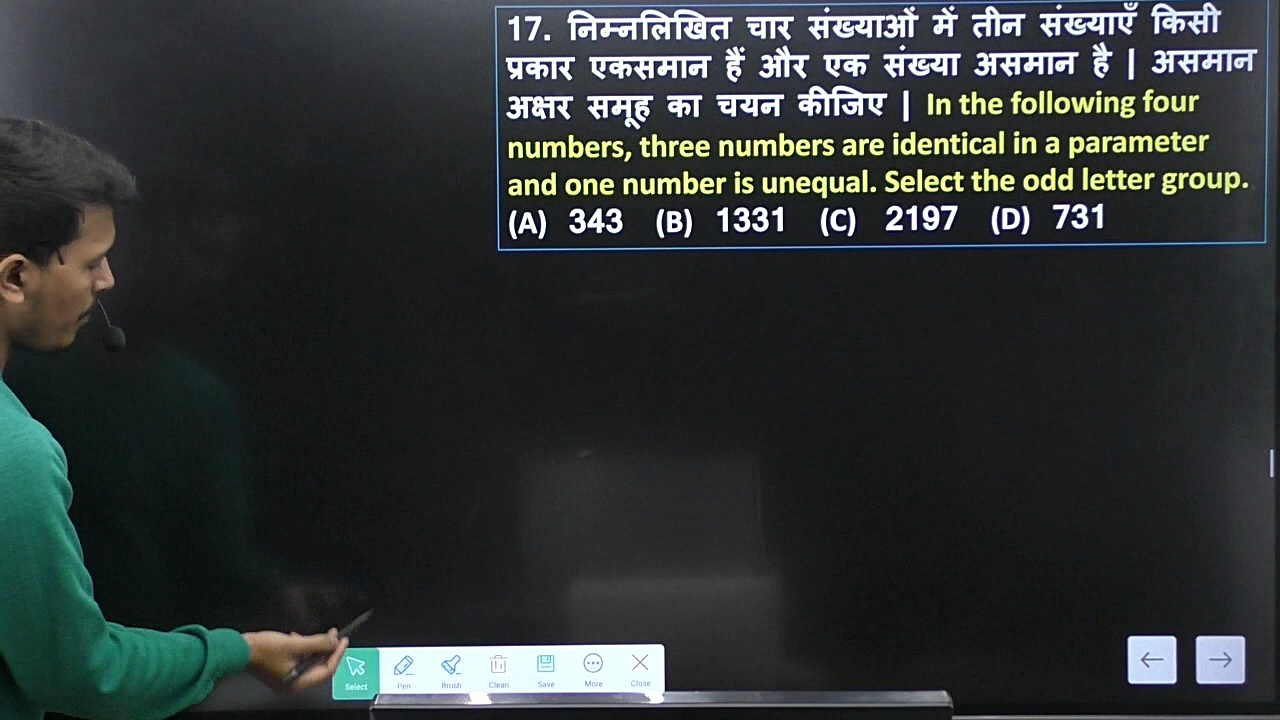 17. निम्नलिखित चार संख्याओं में तीन संख्याएँ किसी
प्रकार एकसमान हैं और एक संख्या असमान है | असमान
अक्षर समूह का चयन कीजिए | In the following four
numbers, three numbers are identical in a parameter
and one number is unequal. Select the odd letter group.
(A) 343 (B) 1331 (C) 2197 (D) 731
Select Pen Brush Clean Save More Close